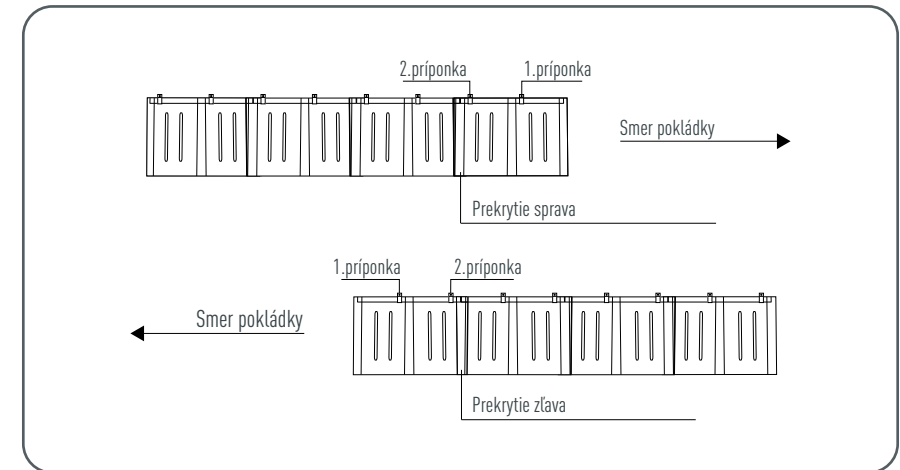 2.príponka
1.príponka
Smer pokládky
Prekrytie sprava
1.príponka
2.príponka
Smer pokládky
Prekrytie zľava